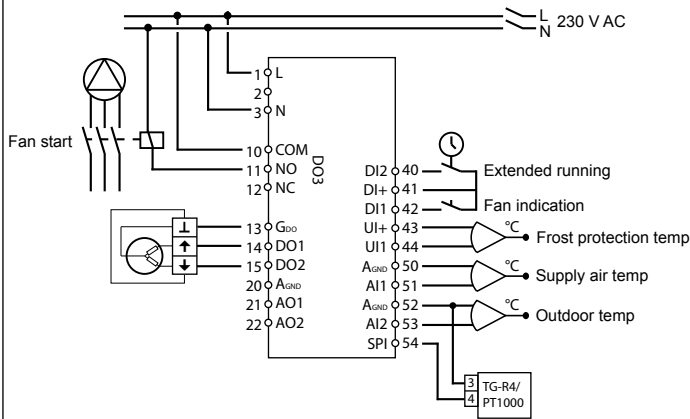 L
N
230 V AC
1 L
2
3 N
Fan start
10 COM
11 NO
12 NC
DO3
DI2 40 Extended running
DI+ 41
DI1 42 Fan indication
UI+ 43
UI1 44
°C
Frost protection temp
13 GDO
14 DO1
15 DO2
20 AGND
21 AO1
22 AO2
AGND 50
AI1 51
°C
Supply air temp
AGND 52
AI2 53
°C
Outdoor temp
SPI 54
3
4
TG-R4/
PT1000